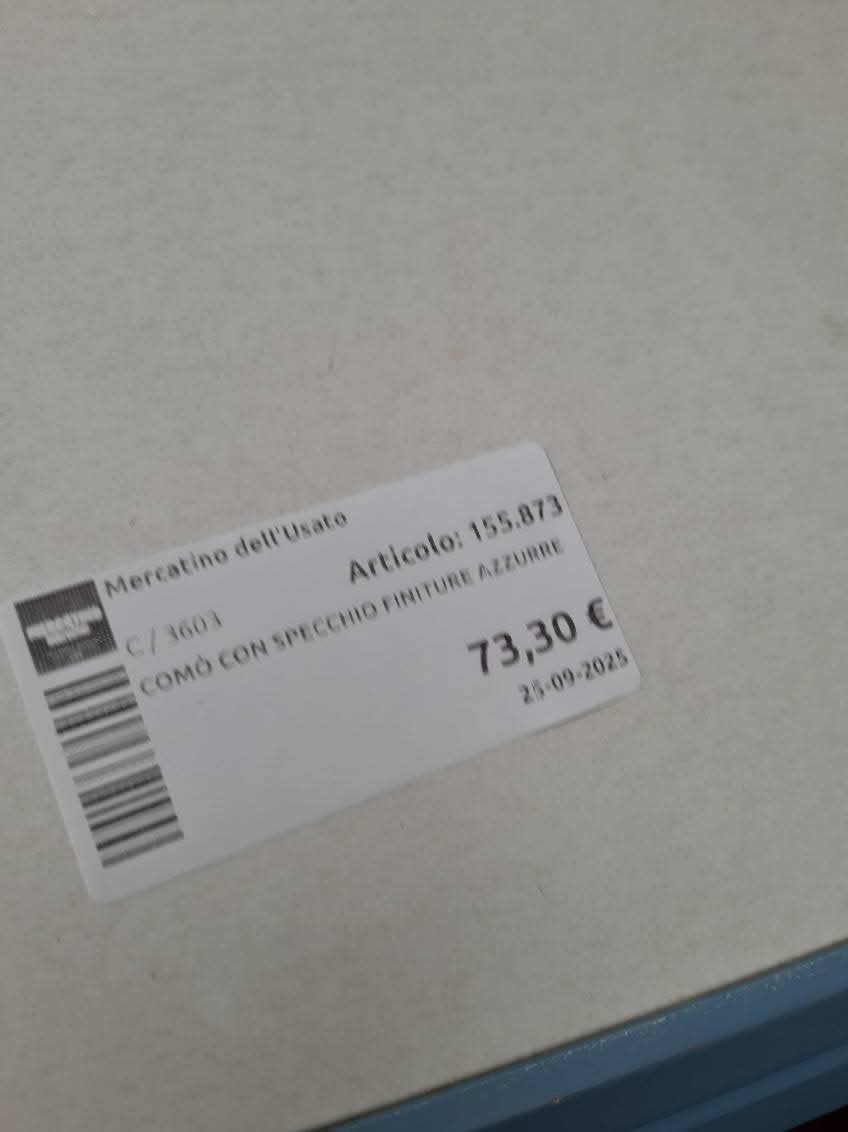 Mercatino dell'Usato
Articolo: 155.873
C / 3603
COMÒ CON SPECCHIO FINITURE AZZURRE
73,30 €
25-09-2025